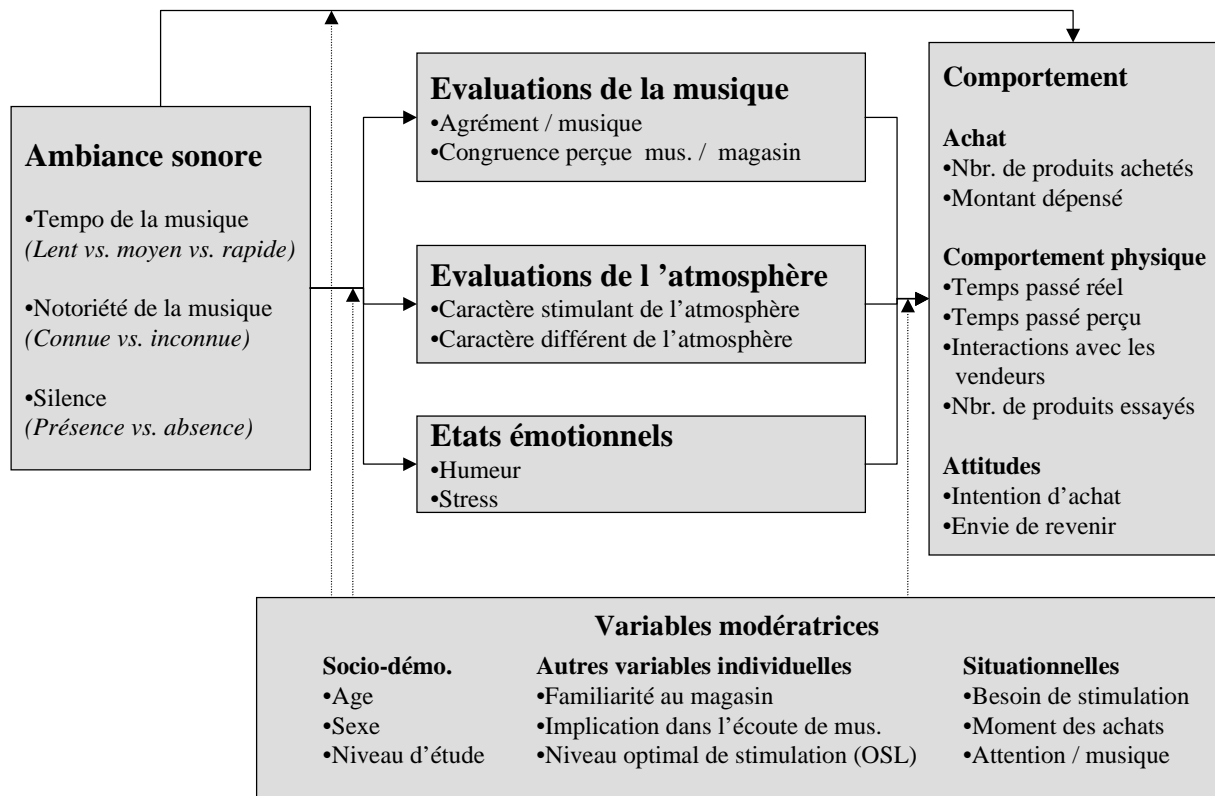 Ambiance sonore
•Tempo de la musique
(Lent vs. moyen vs. rapide)
•Notoriété de la musique
(Connue vs. inconnue)
•Silence
(Présence vs. absence)
Evaluations de la musique
•Agrément / musique
•Congruence perçue mus. / magasin
Evaluations de l ’atmosphère
•Caractère stimulant de l’atmosphère
•Caractère différent de l’atmosphère
Etats émotionnels
•Humeur
•Stress
Comportement
Achat
•Nbr. de produits achetés
•Montant dépensé
Comportement physique
•Temps passé réel
•Temps passé perçu
•Interactions avec les
vendeurs
•Nbr. de produits essayés
Attitudes
•Intention d’achat
•Envie de revenir
Variables modératrices
Socio-démo.
•Age
•Sexe
•Niveau d’étude
Autres variables individuelles
•Familiarité au magasin
•Implication dans l’écoute de mus.
•Niveau optimal de stimulation (OSL)
Situationnelles
•Besoin de stimulation
•Moment des achats
•Attention / musique